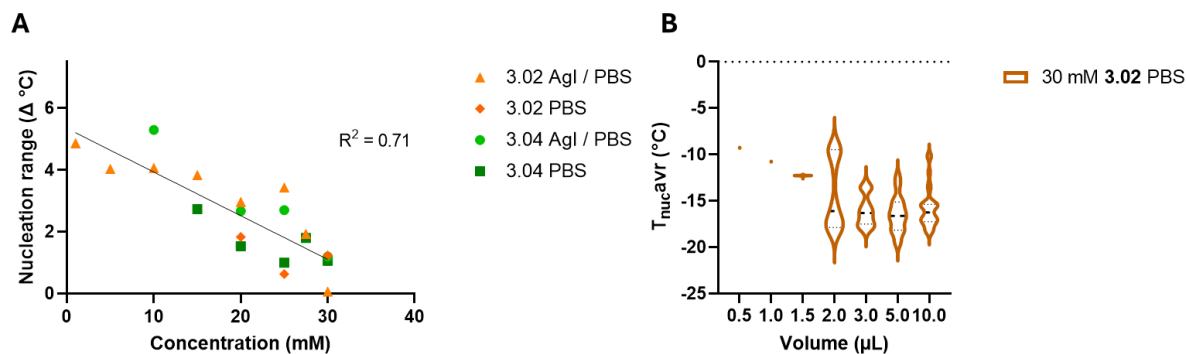 A
Nucleation range (Δ °C)
6
4
2
0
0 10 20 30 40
Concentration (mM)
R² = 0.71
3.02 AgI / PBS
3.02 PBS
3.04 AgI / PBS
3.04 PBS
B
Tnucavr (°C)
0
-5
-10
-15
-20
-25
0.5 1.0 1.5 2.0 3.0 5.0 10.0
Volume (µL)
30 mM 3.02 PBS